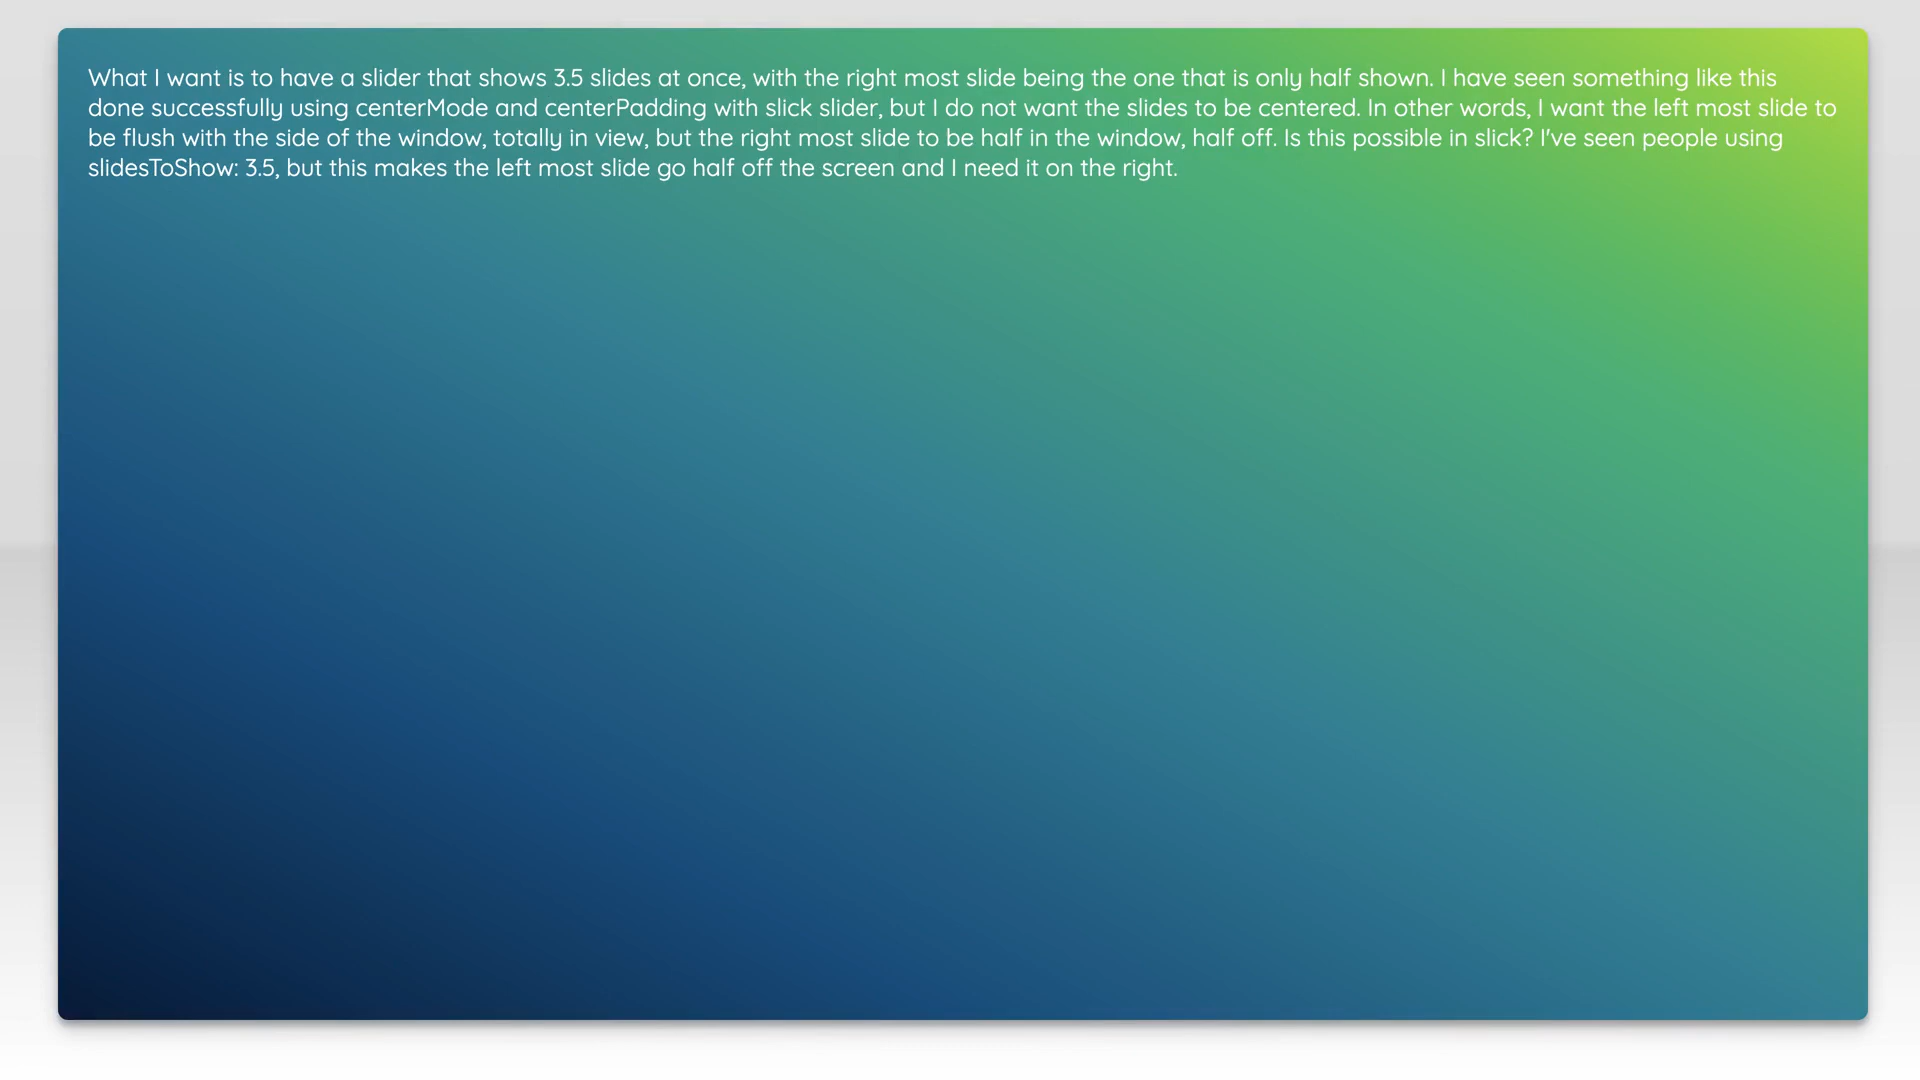 What I want is to have a slider that shows 3.5 slides at once, with the right most slide being the one that is only half shown. I have seen something like this
done successfully using centerMode and centerPadding with slick slider, but I do not want the slides to be centered. In other words, I want the left most slide to
be flush with the side of the window, totally in view, but the right most slide to be half in the window, half off. Is this possible in slick? I've seen people using
slidesToShow: 3.5, but this makes the left most slide go half off the screen and I need it on the right.